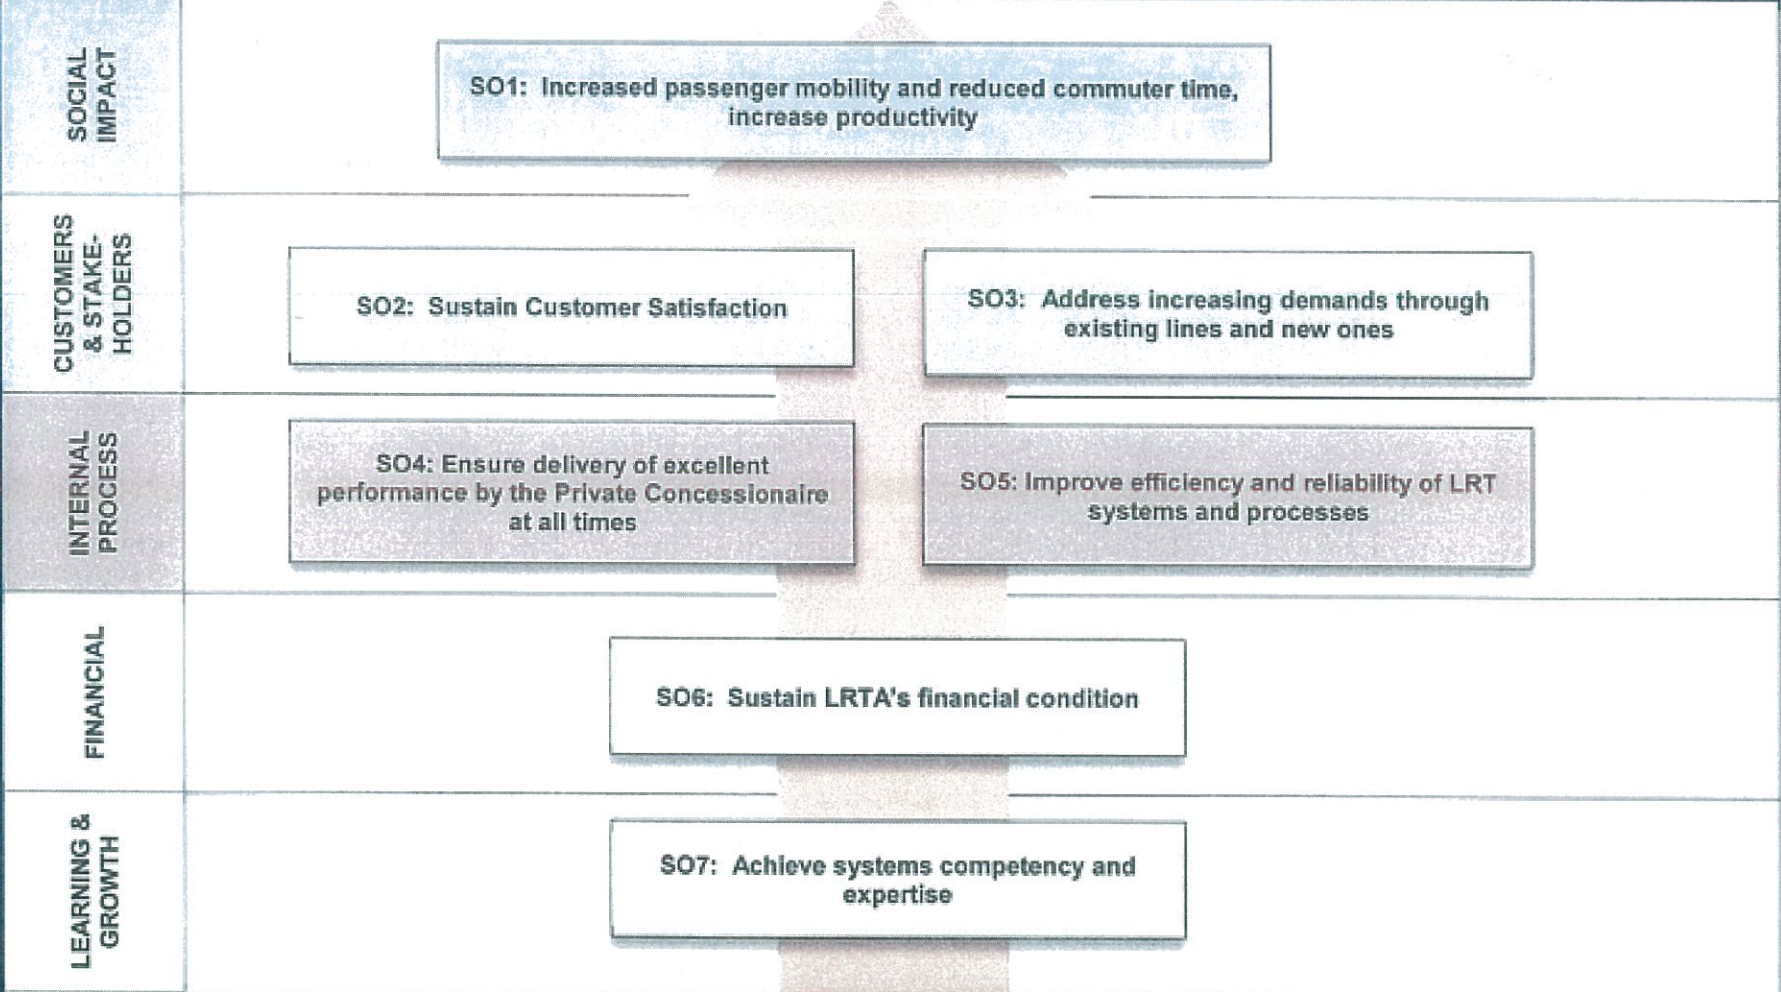 SOCIAL
IMPACT
SO1: Increased passenger mobility and reduced commuter time,
increase productivity
CUSTOMERS
& STAKE-
HOLDERS
SO2: Sustain Customer Satisfaction
SO3: Address increasing demands through
existing lines and new ones
INTERNAL
PROCESS
SO4: Ensure delivery of excellent
performance by the Private Concessionaire
at all times
SO5: Improve efficiency and reliability of LRT
systems and processes
FINANCIAL
SO6: Sustain LRTA's financial condition
LEARNING &
GROWTH
SO7: Achieve systems competency and
expertise